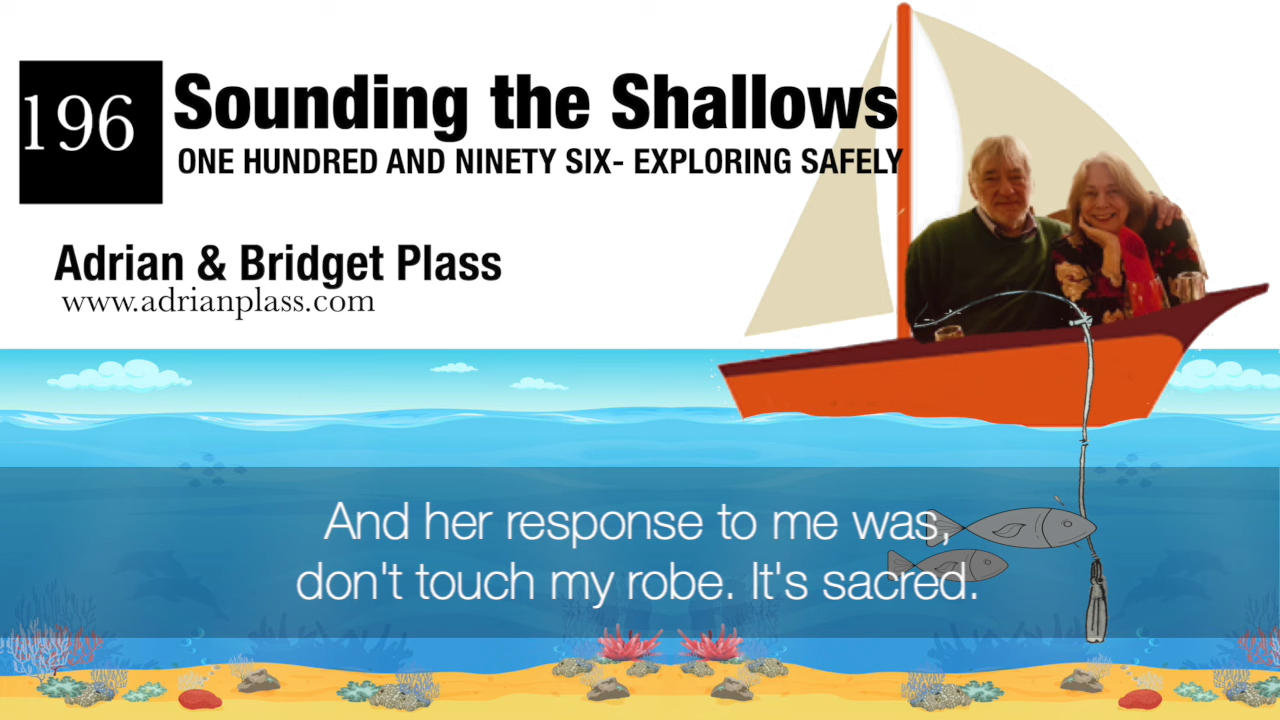 196
Sounding the Shallows
ONE HUNDRED AND NINETY SIX- EXPLORING SAFELY
Adrian & Bridget Plass
www.adrianplass.com
And her response to me was,
don't touch my robe. It's sacred.